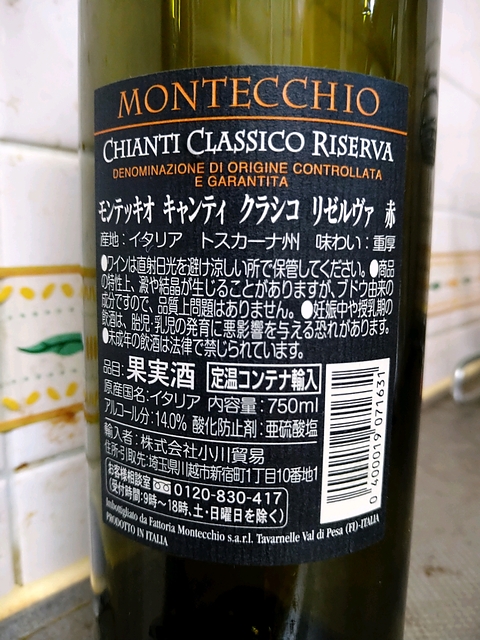 MONTECCHIO
CHIANTI CLASSICO RISERVA
DENOMINAZIONE DI ORIGINE CONTROLLATA
E GARANTITA
モンテッキオ キャンティ クラシコ リゼルヴァ 赤
産地：イタリア トスカーナ州 味わい：重厚
●ワインは直射日光を避け涼しい所で保管してください。●商品
の特性上、澱や結晶が生じることがありますが、ブドウ由来の
成分ですので、品質上問題はありません。●妊娠中や授乳期の
飲酒は、胎児・乳児の発育に悪影響を与える恐れがあります。
●未成年の飲酒は法律で禁じられています。
品目：果実酒 定温コンテナ輸入
原産国名：イタリア 内容量：750ml
アルコール分：14.0% 酸化防止剤：亜硫酸塩
輸入者：株式会社小川貿易
住所・引取先：埼玉県川越市新宿町1丁目10番地1
お客様相談室 0120-830-417
(受付時間：9時～18時、土・日曜日を除く)
Imbottigliato da Fattoria Montecchio s.a.r.l. Tavarnelle Val di Pesa (FI)-ITALIA
PRODOTTO IN ITALIA
0 400019 071631